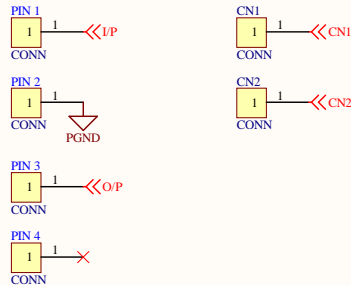 PIN 1
1 1 I/P
CONN
PIN 2
1 1
CONN
PGND
PIN 3
1 1 O/P
CONN
PIN 4
1 1
CONN
CN1
1 1 CN1
CONN
CN2
1 1 CN2
CONN